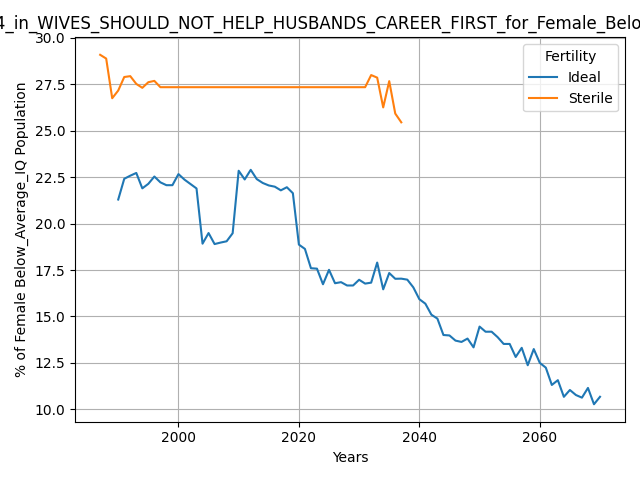 4_in_WIVES_SHOULD_NOT_HELP_HUSBANDS_CAREER_FIRST_for_Female_Belo
30.0
27.5
25.0
22.5
20.0
17.5
15.0
12.5
10.0
% of Female Below_Average_IQ Population
Fertility
Ideal
Sterile
2000
2020
2040
2060
Years